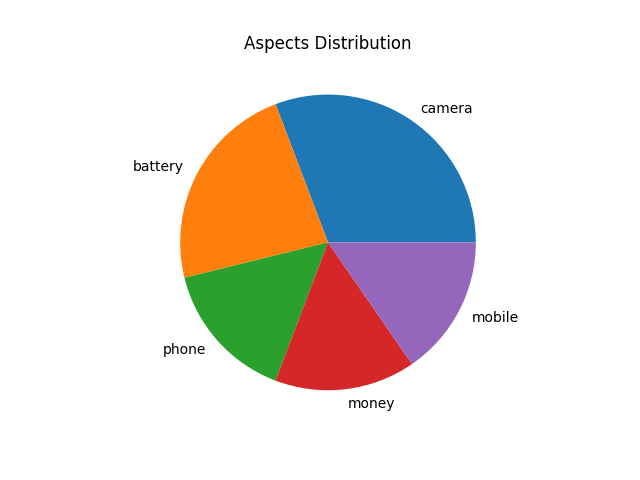 Aspects Distribution
camera
battery
phone
money
mobile